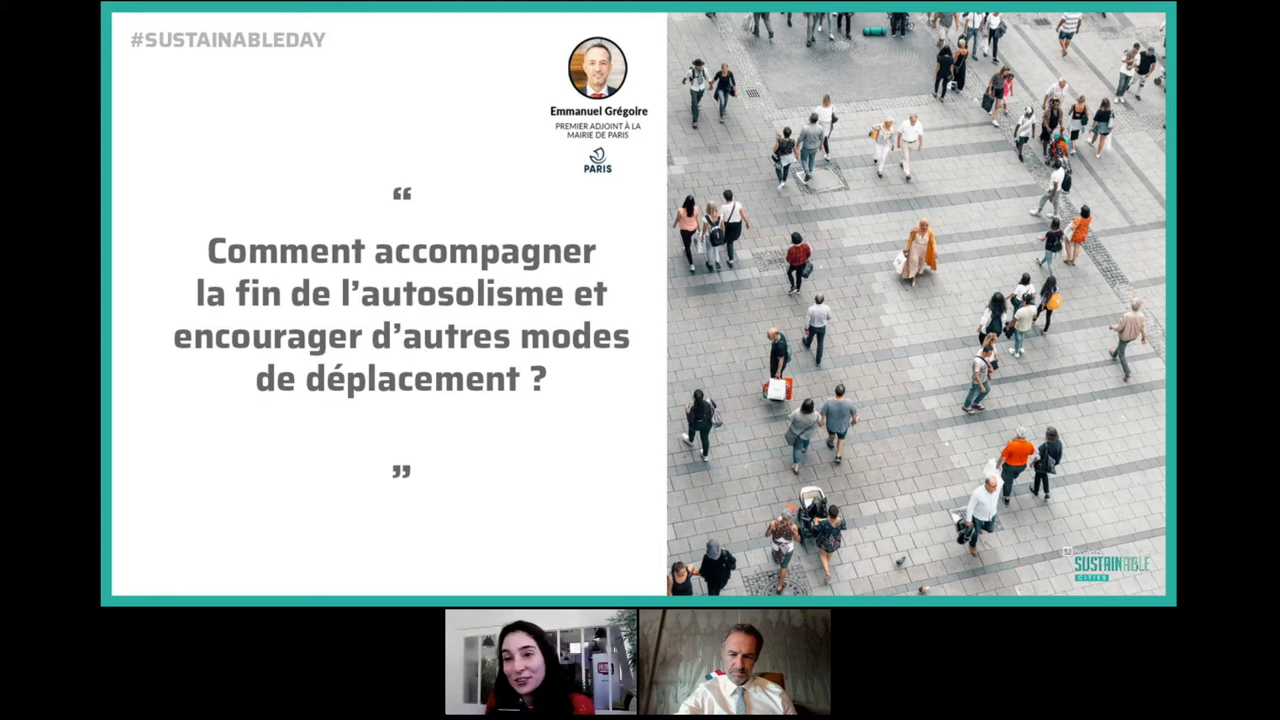 #SUSTAINABLEDAY
Emmanuel Grégoire
PREMIER ADJOINT À LA
MAIRIE DE PARIS
PARIS
“
Comment accompagner
la fin de l’autosolisme et
encourager d’autres modes
de déplacement ?
”
SUSTAINABLE
CITIES